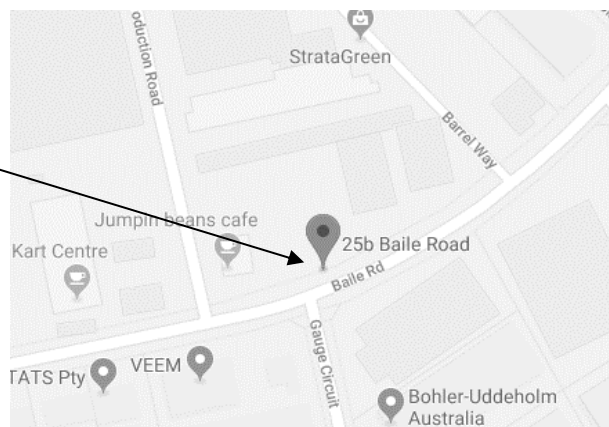 oduction Road
StrataGreen
Barrel Way
Jumpin beans cafe
25b Baile Road
Kart Centre
Baile Rd
Gauge Circuit
VEEM
TATS Pty
Bohler-Uddeholm
Australia